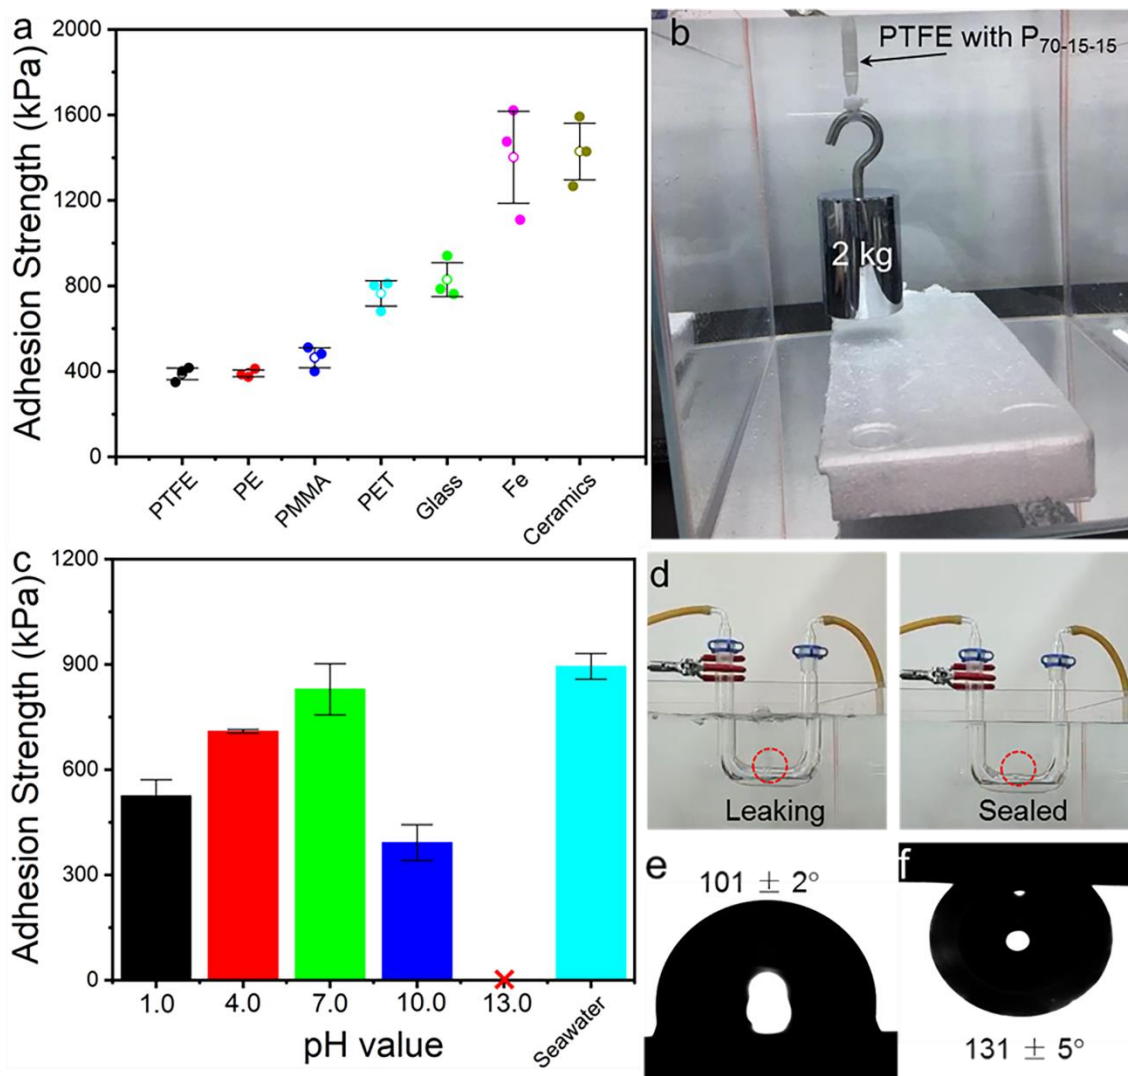 a
Adhesion Strength (kPa)
2000
1600
1200
800
400
0
PTFE
PE
PMMA
PET
Glass
Fe
Ceramics
b
PTFE with P70-15-15
2 kg
c
Adhesion Strength (kPa)
1200
900
600
300
0
1.0
4.0
7.0
10.0
13.0
Seawater
pH value
d
Leaking
Sealed
e
101 ± 2°
f
131 ± 5°